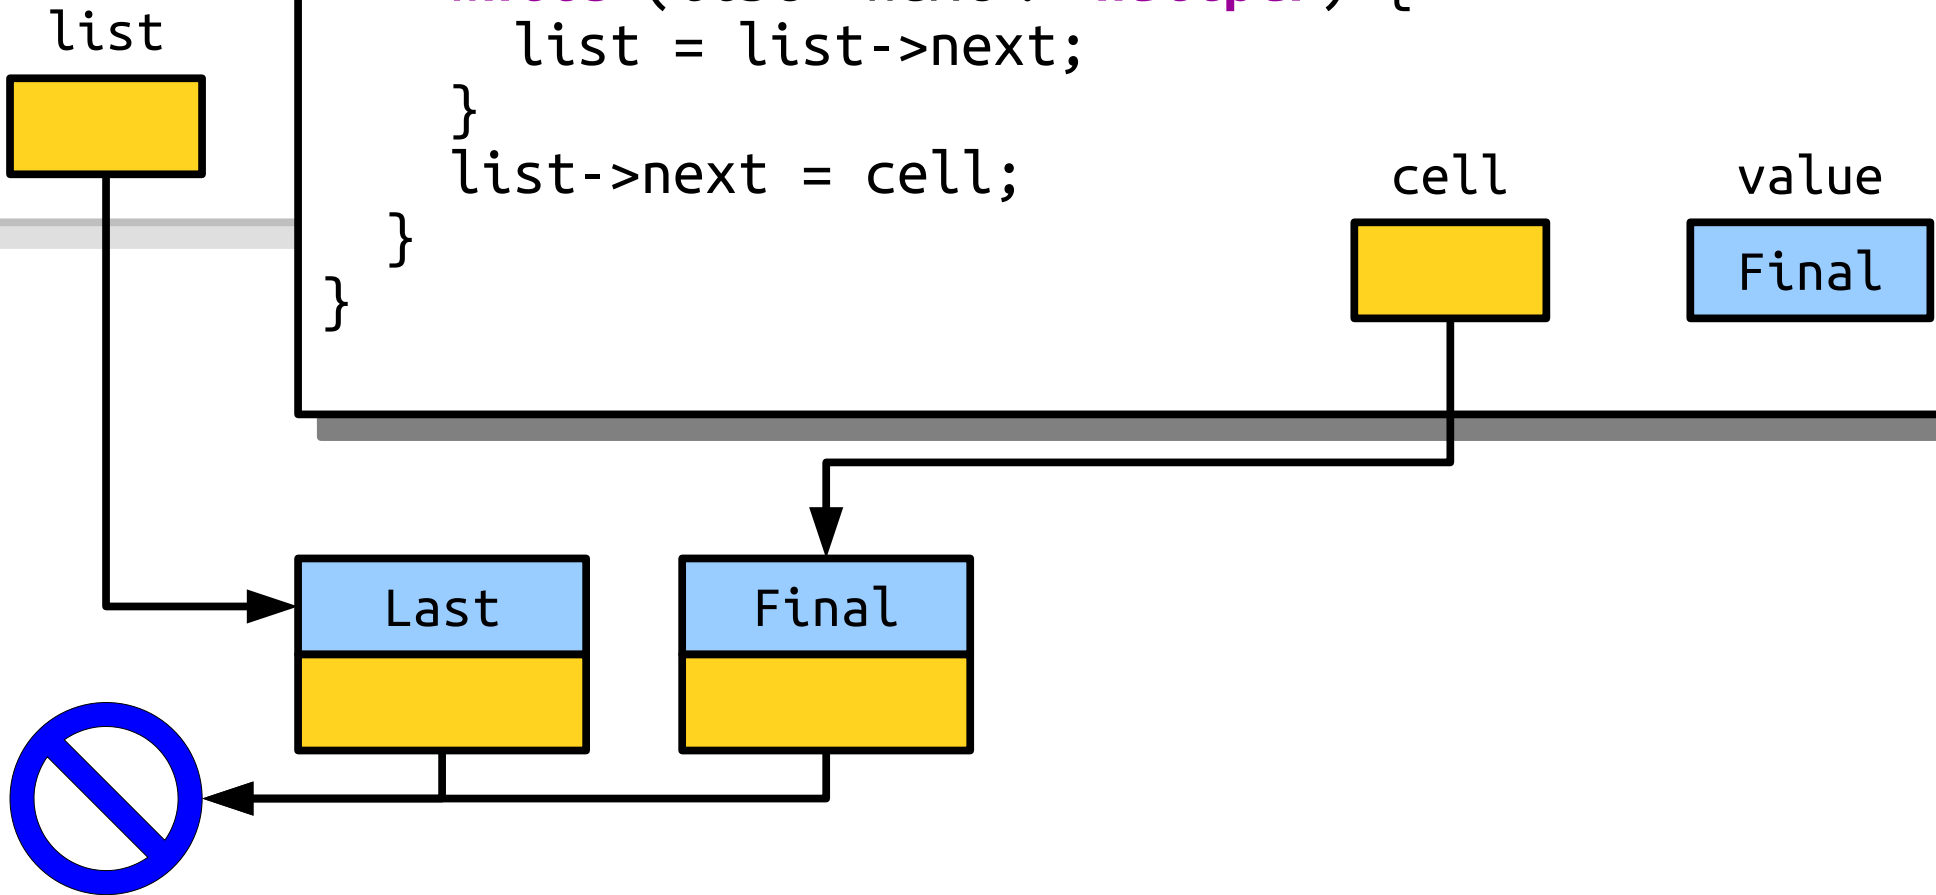 list
list = list->next;
}
list->next = cell;
}
}
cell
value
Final
Last
Final